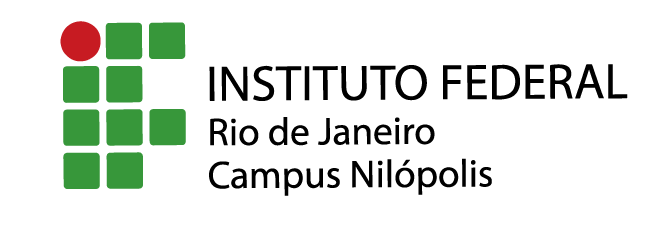 INSTITUTO FEDERAL
Rio de Janeiro
Campus Nilópolis